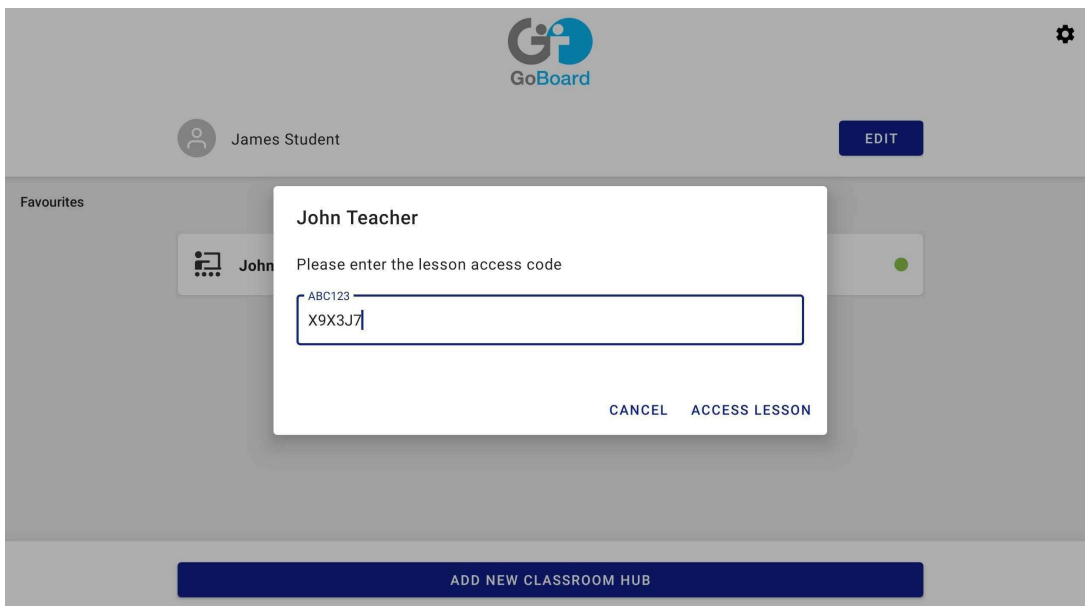 GoBoard
James Student
EDIT
Favourites
John
John Teacher
Please enter the lesson access code
ABC123
X9X3J7
CANCEL ACCESS LESSON
ADD NEW CLASSROOM HUB